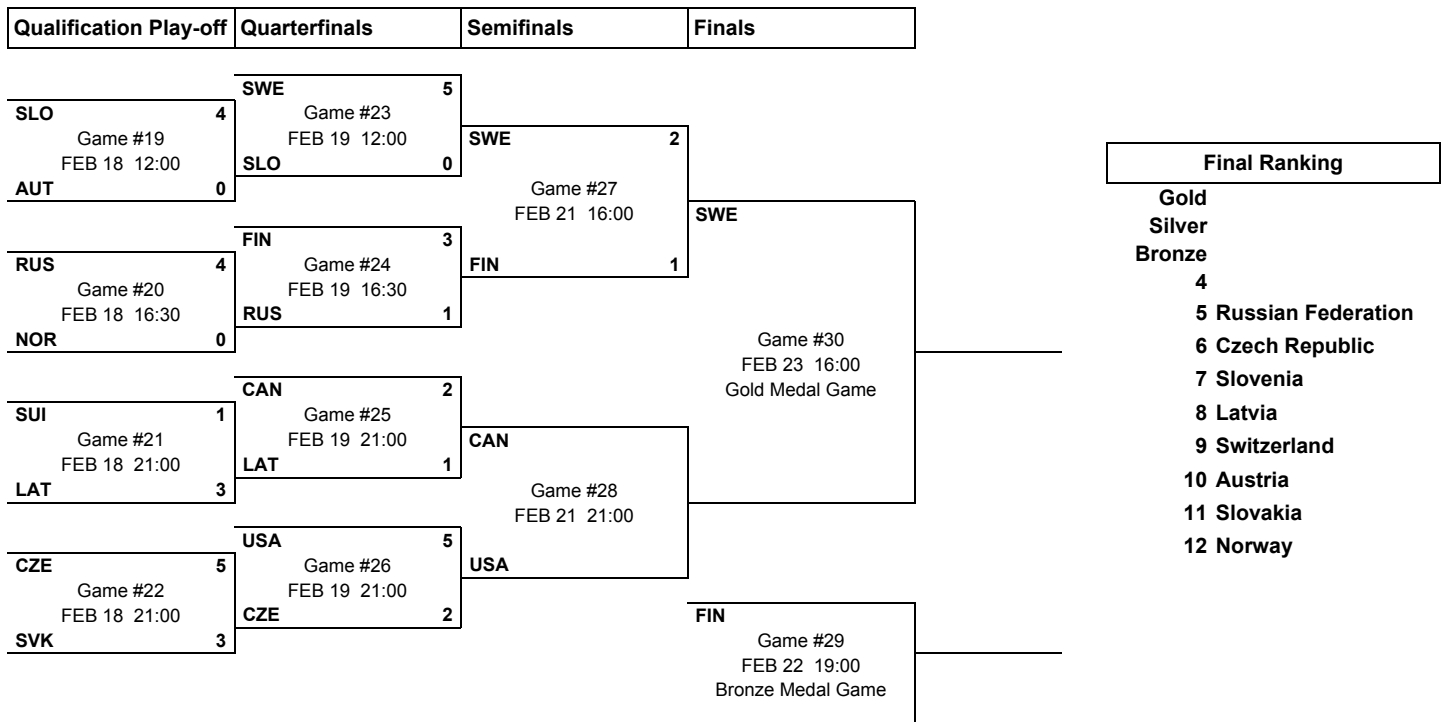 Qualification Play-off Quarterfinals Semifinals Finals
SLO 4
Game #19
FEB 18 12:00
AUT 0
RUS 4
Game #20
FEB 18 16:30
NOR 0
SUI 1
Game #21
FEB 18 21:00
LAT 3
CZE 5
Game #22
FEB 18 21:00
SVK 3
SWE 5
Game #23
FEB 19 12:00
SLO 0
FIN 3
Game #24
FEB 19 16:30
RUS 1
CAN 2
Game #25
FEB 19 21:00
LAT 1
USA 5
Game #26
FEB 19 21:00
CZE 2
SWE 2
Game #27
FEB 21 16:00
FIN 1
CAN
Game #28
FEB 21 21:00
USA
SWE
Game #30
FEB 23 16:00
Gold Medal Game
FIN
Game #29
FEB 22 19:00
Bronze Medal Game
Final Ranking
Gold
Silver
Bronze
4
5 Russian Federation
6 Czech Republic
7 Slovenia
8 Latvia
9 Switzerland
10 Austria
11 Slovakia
12 Norway